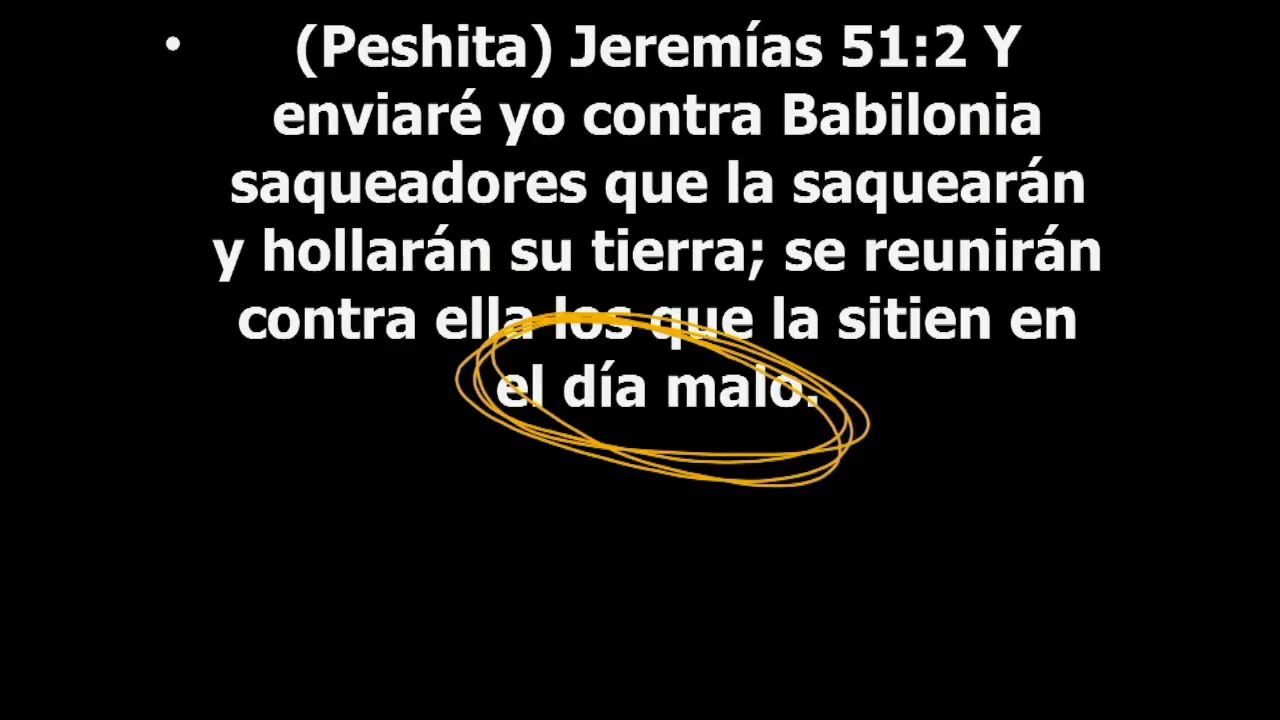 • (Peshita) Jeremías 51:2 Y
enviaré yo contra Babilonia
saqueadores que la saquearán
y hollarán su tierra; se reunirán
contra ella los que la sitien en
el día malo.